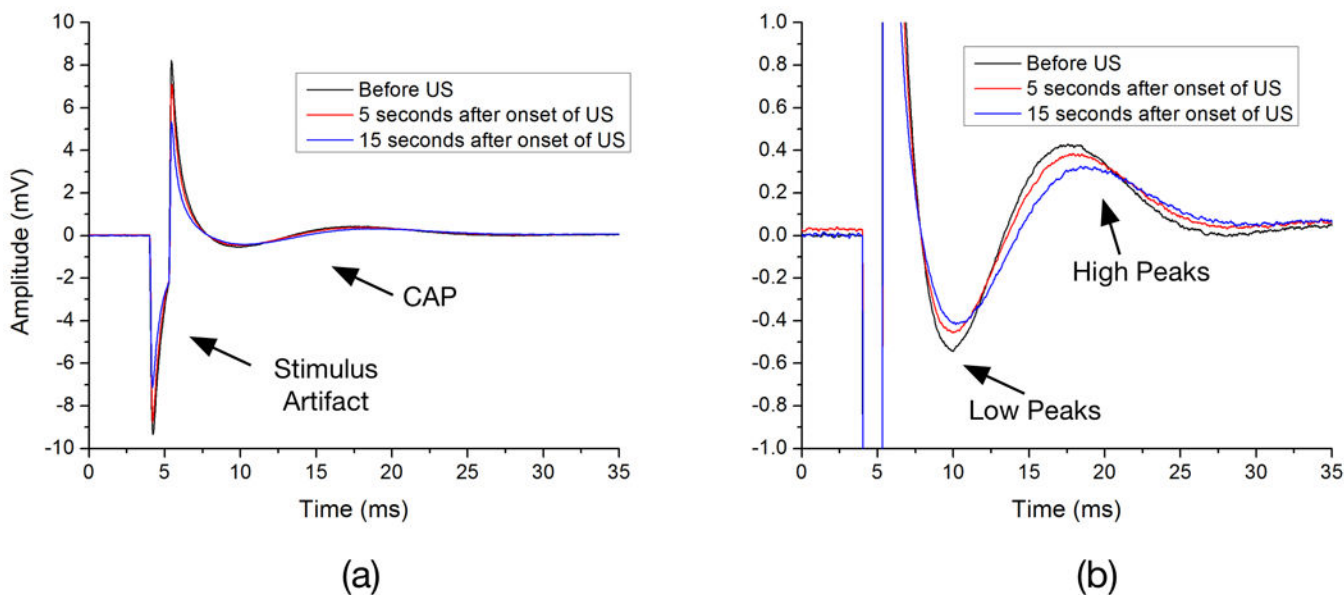 10
8
6
4
2
0
-2
-4
-6
-8
-10
Amplitude (mV)
Before US
5 seconds after onset of US
15 seconds after onset of US
CAP
Stimulus
Artifact
0 5 10 15 20 25 30 35
Time (ms)
(a)
1.0
0.8
0.6
0.4
0.2
0.0
-0.2
-0.4
-0.6
-0.8
-1.0
Before US
5 seconds after onset of US
15 seconds after onset of US
High Peaks
Low Peaks
0 5 10 15 20 25 30 35
Time (ms)
(b)